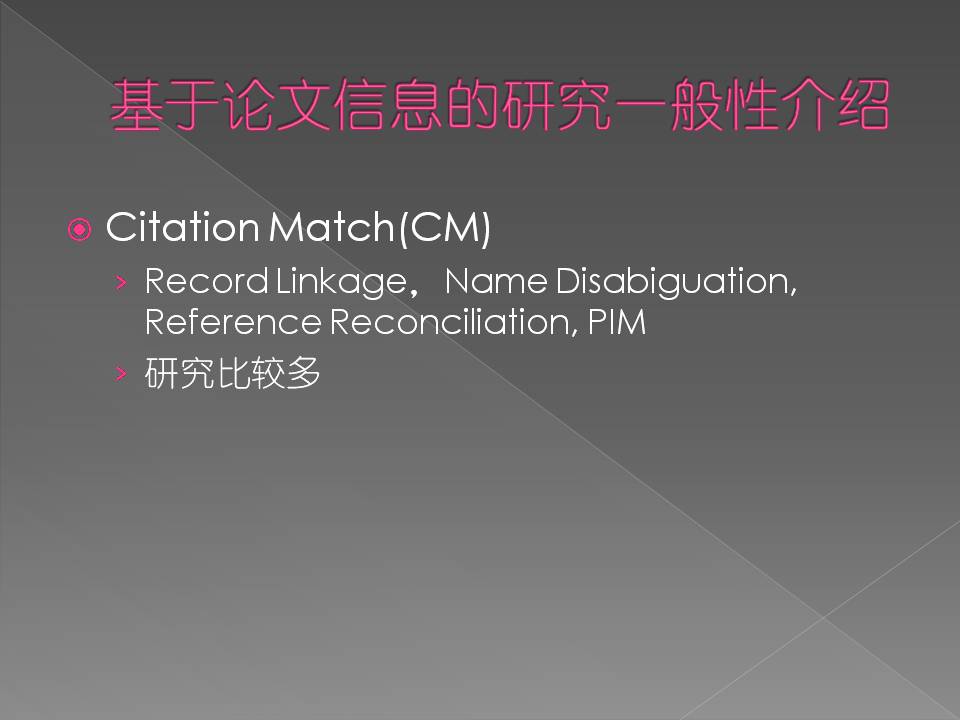 基于论文信息的研究一般性介绍
Citation Match(CM)
Record Linkage，Name Disabiguation,
Reference Reconciliation, PIM
研究比较多